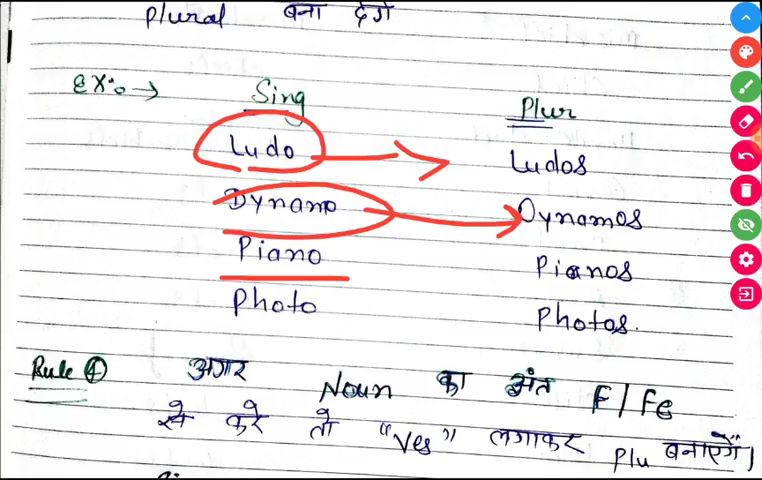 Plural बना देगे
EX:o →
Sing Plur
Ludo Ludos
Dynamo Dynamos
Piano Pianos
Photo Photos.
Rule ④ अगर Noun का अंत F/Fe
से करे तो "Ves" लगाकर Plu बनाएगें।